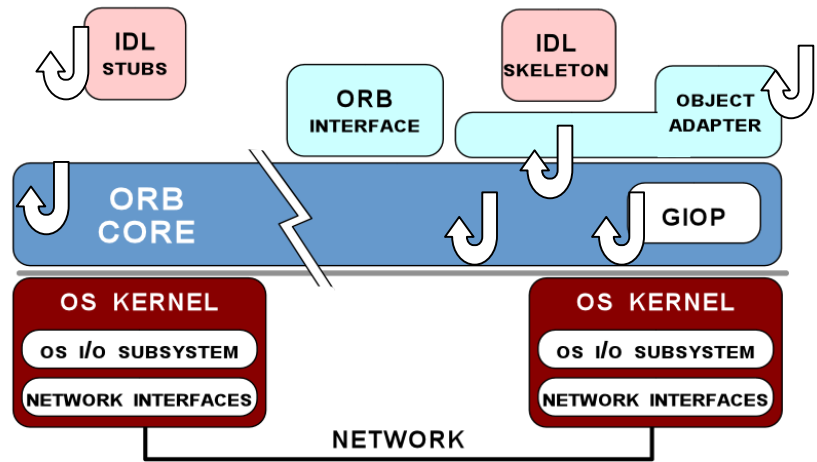 IDL
STUBS
IDL
SKELETON
ORB
INTERFACE
OBJECT
ADAPTER
ORB
CORE
GIOP
OS KERNEL
OS I/O SUBSYSTEM
NETWORK INTERFACES
OS KERNEL
OS I/O SUBSYSTEM
NETWORK INTERFACES
NETWORK